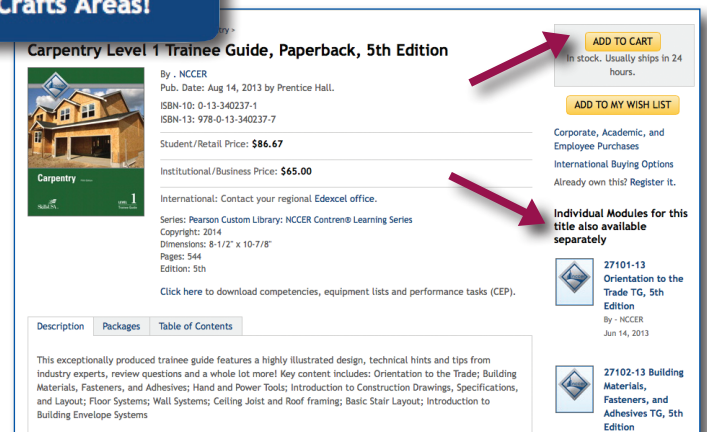 Crafts Areas!
try >
Carpentry Level 1 Trainee Guide, Paperback, 5th Edition
By . NCCER
Pub. Date: Aug 14, 2013 by Prentice Hall.
ISBN-10: 0-13-340237-1
ISBN-13: 978-0-13-340237-7
Student/Retail Price: $86.67
Institutional/Business Price: $65.00
International: Contact your regional Edexcel office.
Series: Pearson Custom Library: NCCER Contren® Learning Series
Copyright: 2014
Dimensions: 8-1/2" x 10-7/8"
Pages: 544
Edition: 5th
Click here to download competencies, equipment lists and performance tasks (CEP).
Carpentry
LEVEL 1
Trainee Guide
Description Packages Table of Contents
This exceptionally produced trainee guide features a highly illustrated design, technical hints and tips from
industry experts, review questions and a whole lot more! Key content includes: Orientation to the Trade; Building
Materials, Fasteners, and Adhesives; Hand and Power Tools; Introduction to Construction Drawings, Specifications,
and Layout; Floor Systems; Wall Systems; Ceiling Joist and Roof framing; Basic Stair Layout; Introduction to
Building Envelope Systems
ADD TO CART
In stock. Usually ships in 24
hours.
ADD TO MY WISH LIST
Corporate, Academic, and
Employee Purchases
International Buying Options
Already own this? Register it.
Individual Modules for this
title also available
separately
27101-13
Orientation to the
Trade TG, 5th
Edition
By - NCCER
Jun 14, 2013
27102-13 Building
Materials,
Fasteners, and
Adhesives TG, 5th
Edition